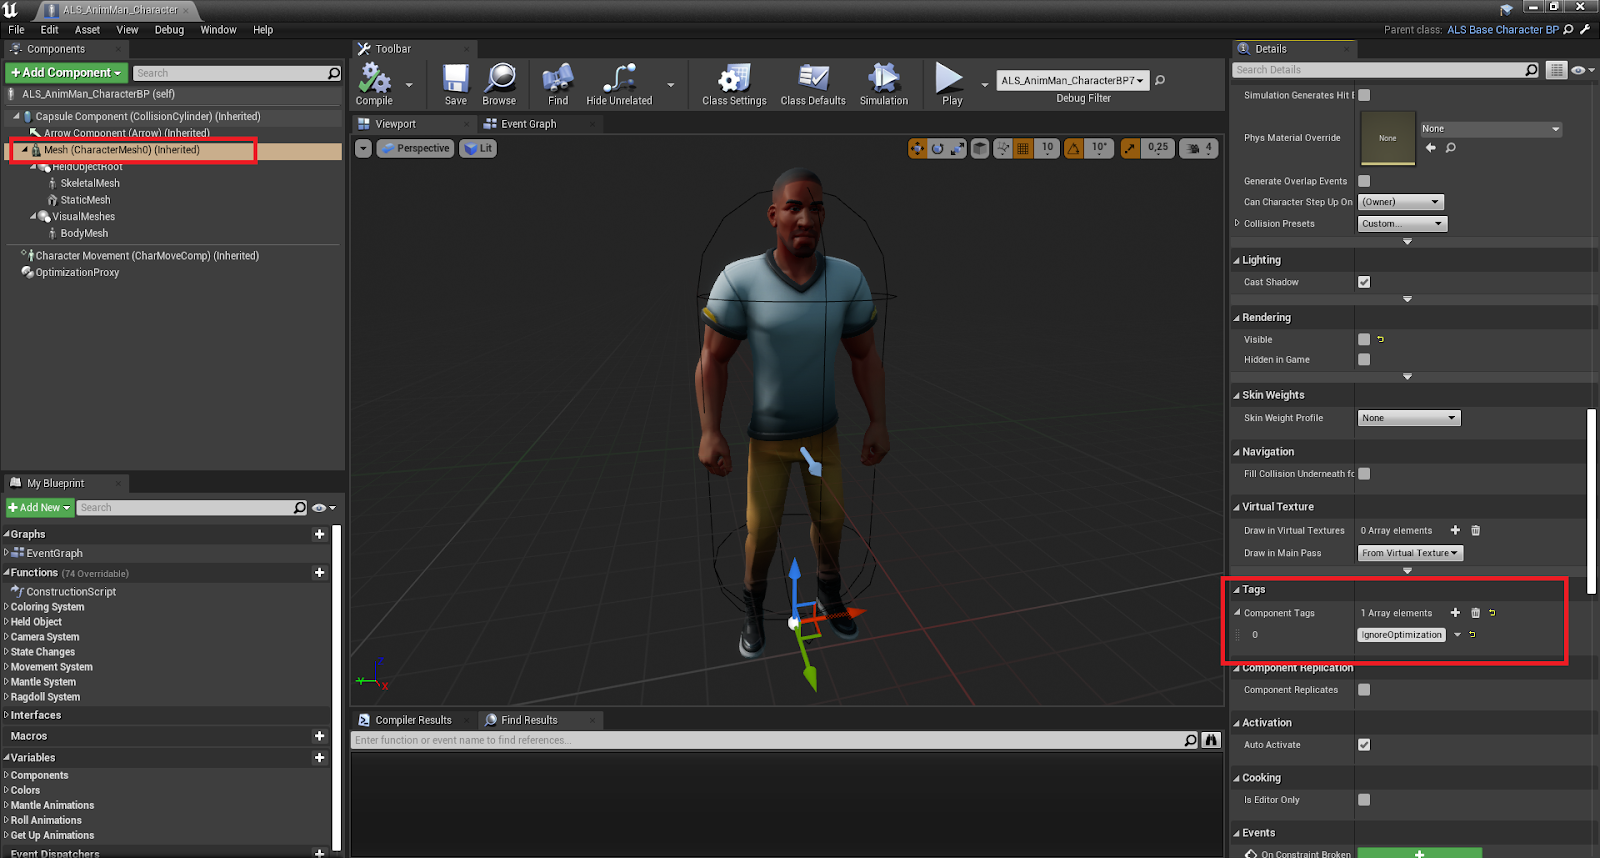 ALS_AnimMan_Character
File Edit Asset View Debug Window Help
Parent class: ALS Base Character BP
Components
+Add Component
Search
ALS_AnimMan_CharacterBP (self)
Capsule Component (CollisionCylinder) (Inherited)
Arrow Component (Arrow) (Inherited)
Mesh (CharacterMesh0) (Inherited)
HeldObjectRoot
SkeletalMesh
StaticMesh
VisualMeshes
BodyMesh
Character Movement (CharMoveComp) (Inherited)
OptimizationProxy
My Blueprint
+Add New
Search
Graphs
EventGraph
Functions (74 Overridable)
ConstructionScript
Coloring System
Held Object
Camera System
State Changes
Movement System
Mantle System
Ragdoll System
Interfaces
Macros
Variables
Components
Colors
Mantle Animations
Roll Animations
Get Up Animations
Event Dispatchers
Toolbar
Compile Save Browse Find Hide Unrelated Class Settings Class Defaults Simulation Play
ALS_AnimMan_CharacterBP7
Debug Filter
Viewport
Event Graph
Perspective Lit
10 10° 0,25 4
Z
Y
X
Compiler Results
Find Results
Enter function or event name to find references...
Details
Search Details
Simulation Generates Hit E
Phys Material Override
None
None
Generate Overlap Events
Can Character Step Up On (Owner)
Collision Presets Custom...
Lighting
Cast Shadow
Rendering
Visible
Hidden in Game
Skin Weights
Skin Weight Profile None
Navigation
Fill Collision Underneath fo
Virtual Texture
Draw in Virtual Textures 0 Array elements
Draw in Main Pass From Virtual Texture
Tags
Component Tags 1 Array elements
0 IgnoreOptimization
Component Replication
Component Replicates
Activation
Auto Activate
Cooking
Is Editor Only
Events
On Constraint Broken